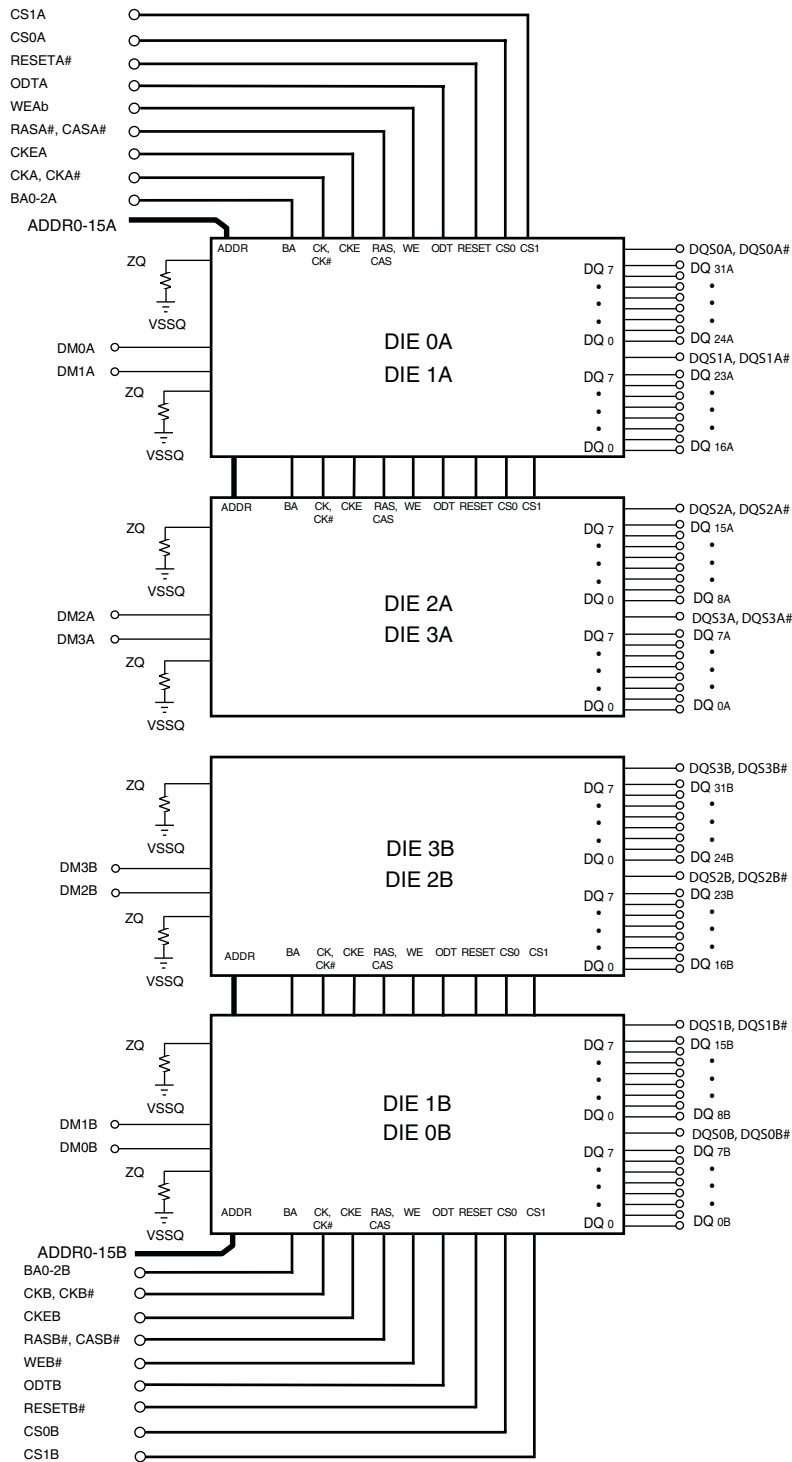 CS1A
CS0A
RESETA#
ODTA
WEAb
RASA#, CASA#
CKEA
CKA, CKA#
BA0-2A
ADDR0-15A
ADDR BA CK, CK# CKE RAS, CAS WE ODT RESET CS0 CS1
ZQ
VSSQ
DM0A
DM1A
ZQ
VSSQ
DIE 0A
DIE 1A
DQ 7
DQ 0
DQ 7
DQ 0
DQS0A, DQS0A#
DQ 31A
DQ 24A
DQS1A, DQS1A#
DQ 23A
DQ 16A
ADDR BA CK, CK# CKE RAS, CAS WE ODT RESET CS0 CS1
ZQ
VSSQ
DM2A
DM3A
ZQ
VSSQ
DIE 2A
DIE 3A
DQ 7
DQ 0
DQ 7
DQ 0
DQS2A, DQS2A#
DQ 15A
DQ 8A
DQS3A, DQS3A#
DQ 7A
DQ 0A
ZQ
VSSQ
DM3B
DM2B
ZQ
VSSQ
DIE 3B
DIE 2B
DQ 7
DQ 0
DQ 7
DQ 0
DQS3B, DQS3B#
DQ 31B
DQ 24B
DQS2B, DQS2B#
DQ 23B
DQ 16B
ADDR BA CK, CK# CKE RAS, CAS WE ODT RESET CS0 CS1
ZQ
VSSQ
DM1B
DM0B
ZQ
VSSQ
DIE 1B
DIE 0B
DQ 7
DQ 0
DQ 7
DQ 0
DQS1B, DQS1B#
DQ 15B
DQ 8B
DQS0B, DQS0B#
DQ 7B
DQ 0B
ADDR BA CK, CK# CKE RAS, CAS WE ODT RESET CS0 CS1
ADDR0-15B
BA0-2B
CKB, CKB#
CKEB
RASB#, CASB#
WEB#
ODTB
RESETB#
CS0B
CS1B